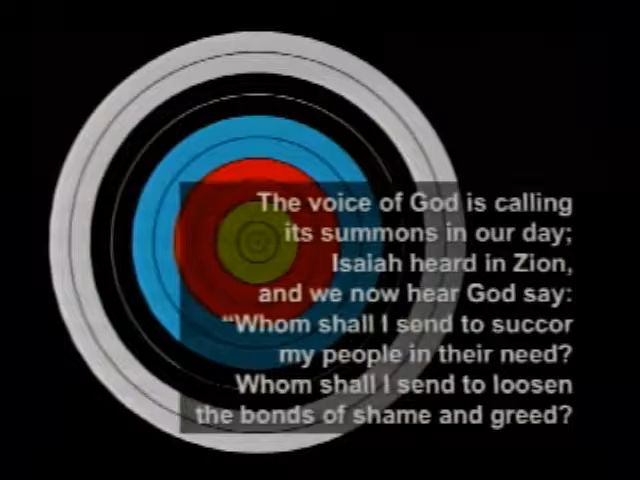 The voice of God is calling
its summons in our day;
Isaiah heard in Zion,
and we now hear God say:
“Whom shall I send to succor
my people in their need?
Whom shall I send to loosen
the bonds of shame and greed?